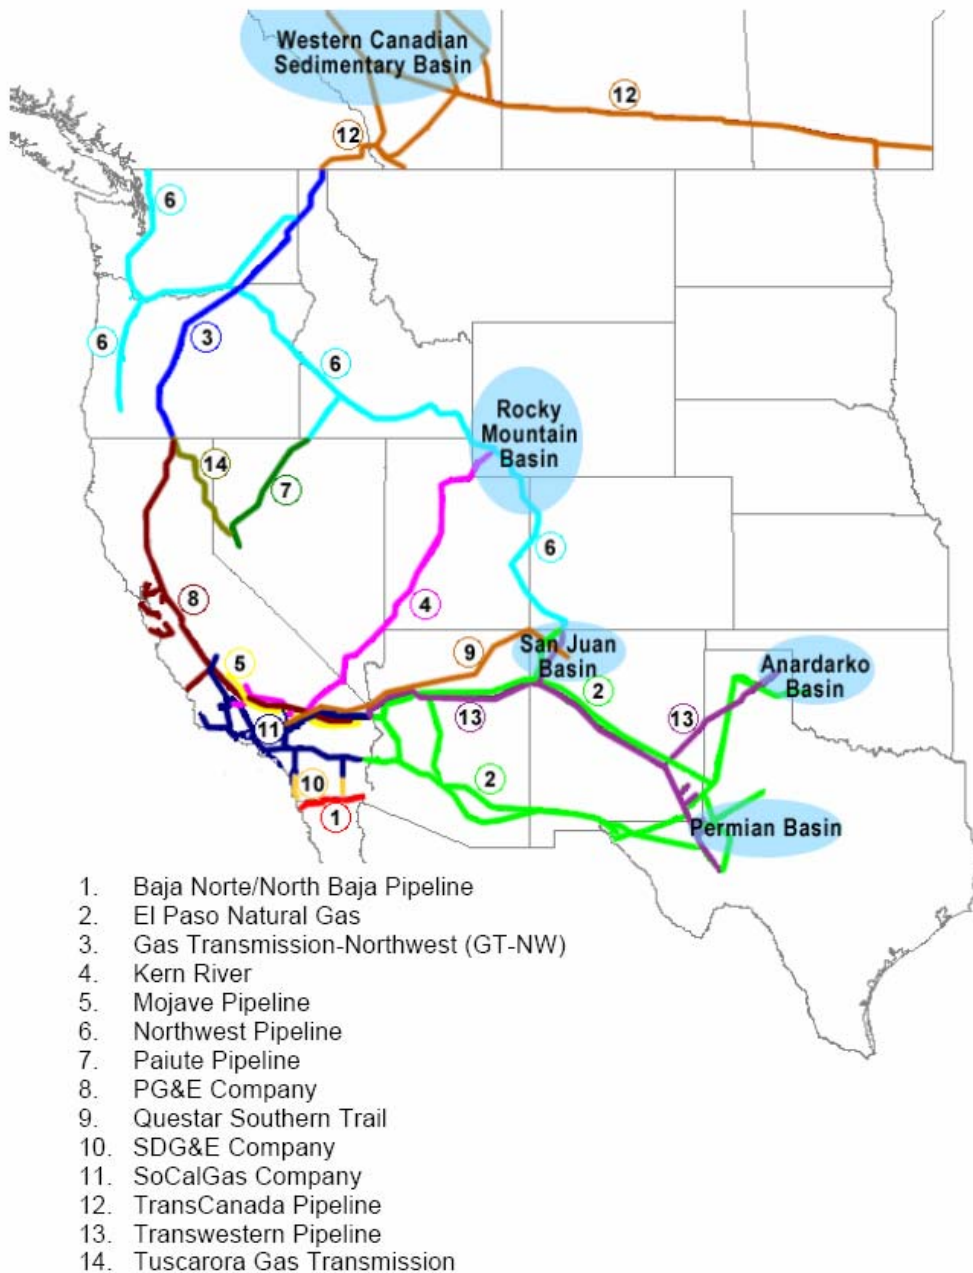 Western Canadian
Sedimentary Basin
12
12
6
3
6
6
Rocky
Mountain
Basin
14
7
6
8
4
9
San Juan
Basin
Anardarko
Basin
5
2
11
13
13
10
2
1
Permian Basin
1. Baja Norte/North Baja Pipeline
2. El Paso Natural Gas
3. Gas Transmission-Northwest (GT-NW)
4. Kern River
5. Mojave Pipeline
6. Northwest Pipeline
7. Paiute Pipeline
8. PG&E Company
9. Questar Southern Trail
10. SDG&E Company
11. SoCalGas Company
12. TransCanada Pipeline
13. Transwestern Pipeline
14. Tuscarora Gas Transmission